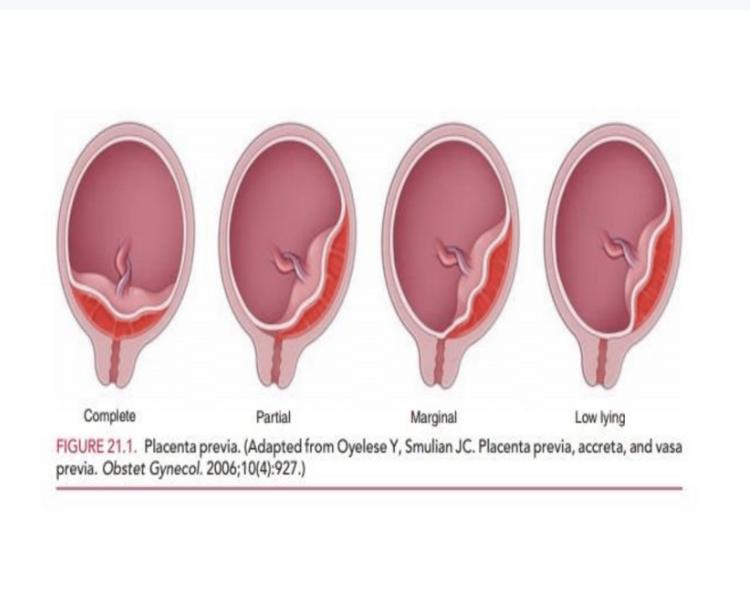 Complete
Partial
Marginal
Low lying
FIGURE 21.1. Placenta previa. (Adapted from Oyelese Y, Smulian JC. Placenta previa, accreta, and vasa
previa. Obstet Gynecol. 2006;10(4):927.)